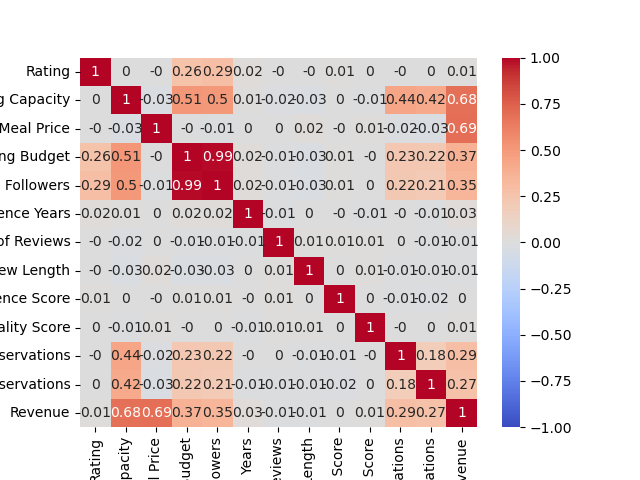 Rating 1 0 -0 0.26 0.29 0.02 -0 -0 0.01 0 -0 0 0.01
g Capacity 0 1 -0.03 0.51 0.5 0.01 -0.02 -0.03 0 -0.01 0.44 0.42 0.68
Meal Price -0 -0.03 1 -0 -0.01 0 0 0.02 -0 0.01 -0.02 -0.03 0.69
ng Budget 0.26 0.51 -0 1 0.99 0.02 -0.01 -0.03 0.01 -0 0.23 0.22 0.37
Followers 0.29 0.5 -0.01 0.99 1 0.02 -0.01 -0.03 0.01 0 0.22 0.21 0.35
ence Years 0.02 0.01 0 0.02 0.02 1 -0.01 0 -0 -0.01 -0 -0.01 0.03
of Reviews -0 -0.02 0 -0.01 -0.01 -0.01 1 0.01 0.01 0.01 0 -0.01 -0.01
ew Length -0 -0.03 0.02 -0.03 -0.03 0 0.01 1 0 0.01 -0.01 -0.01 -0.01
ence Score 0.01 0 -0 0.01 0.01 -0 0.01 0 1 0 -0.01 -0.02 0
ality Score 0 -0.01 0.01 -0 0 -0.01 0.01 0.01 0 1 -0 0 0.01
servations -0 0.44 -0.02 0.23 0.22 -0 0 -0.01 -0.01 -0 1 0.18 0.29
servations 0 0.42 -0.03 0.22 0.21 -0.01 -0.01 -0.01 -0.02 0 0.18 1 0.27
Revenue 0.01 0.68 0.69 0.37 0.35 0.03 -0.01 -0.01 0 0.01 0.29 0.27 1
Rating
pacity
l Price
udget
owers
Years
eviews
ength
Score
Score
ations
ations
venue
1.00
0.75
0.50
0.25
0.00
−0.25
−0.50
−0.75
−1.00